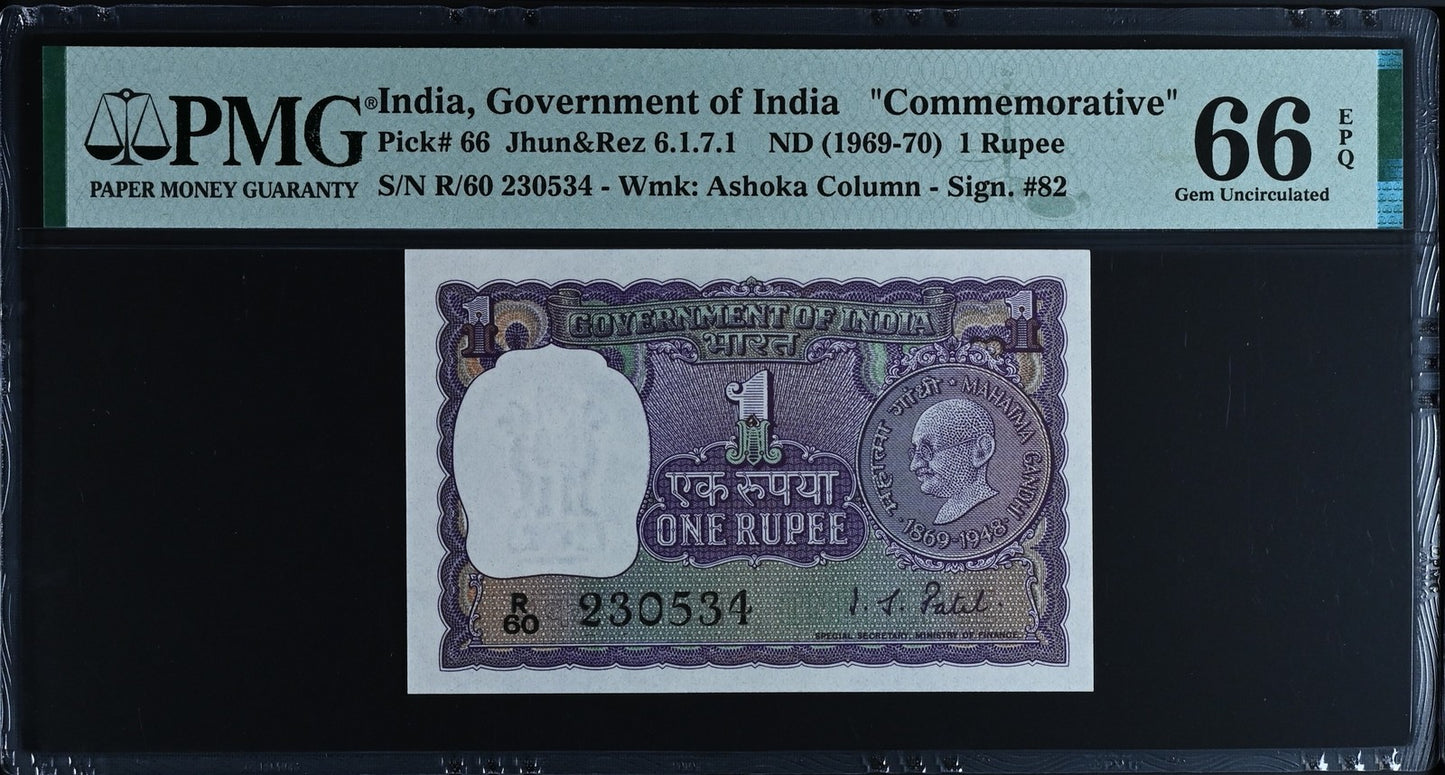 PMG®
PAPER MONEY GUARANTY
India, Government of India "Commemorative"
Pick# 66 Jhun&Rez 6.1.7.1 ND (1969-70) 1 Rupee
S/N R/60 230534 - Wmk: Ashoka Column - Sign. #82
66 EPQ
Gem Uncirculated
1 GOVERNMENT OF INDIA 1
भारत
1
एक रुपया
ONE RUPEE
महात्मा गांधी · MAHATMA GANDHI
·1869-1948·
R
60 230534
I. J. Patel.
SPECIAL SECRETARY, MINISTRY OF FINANCE.